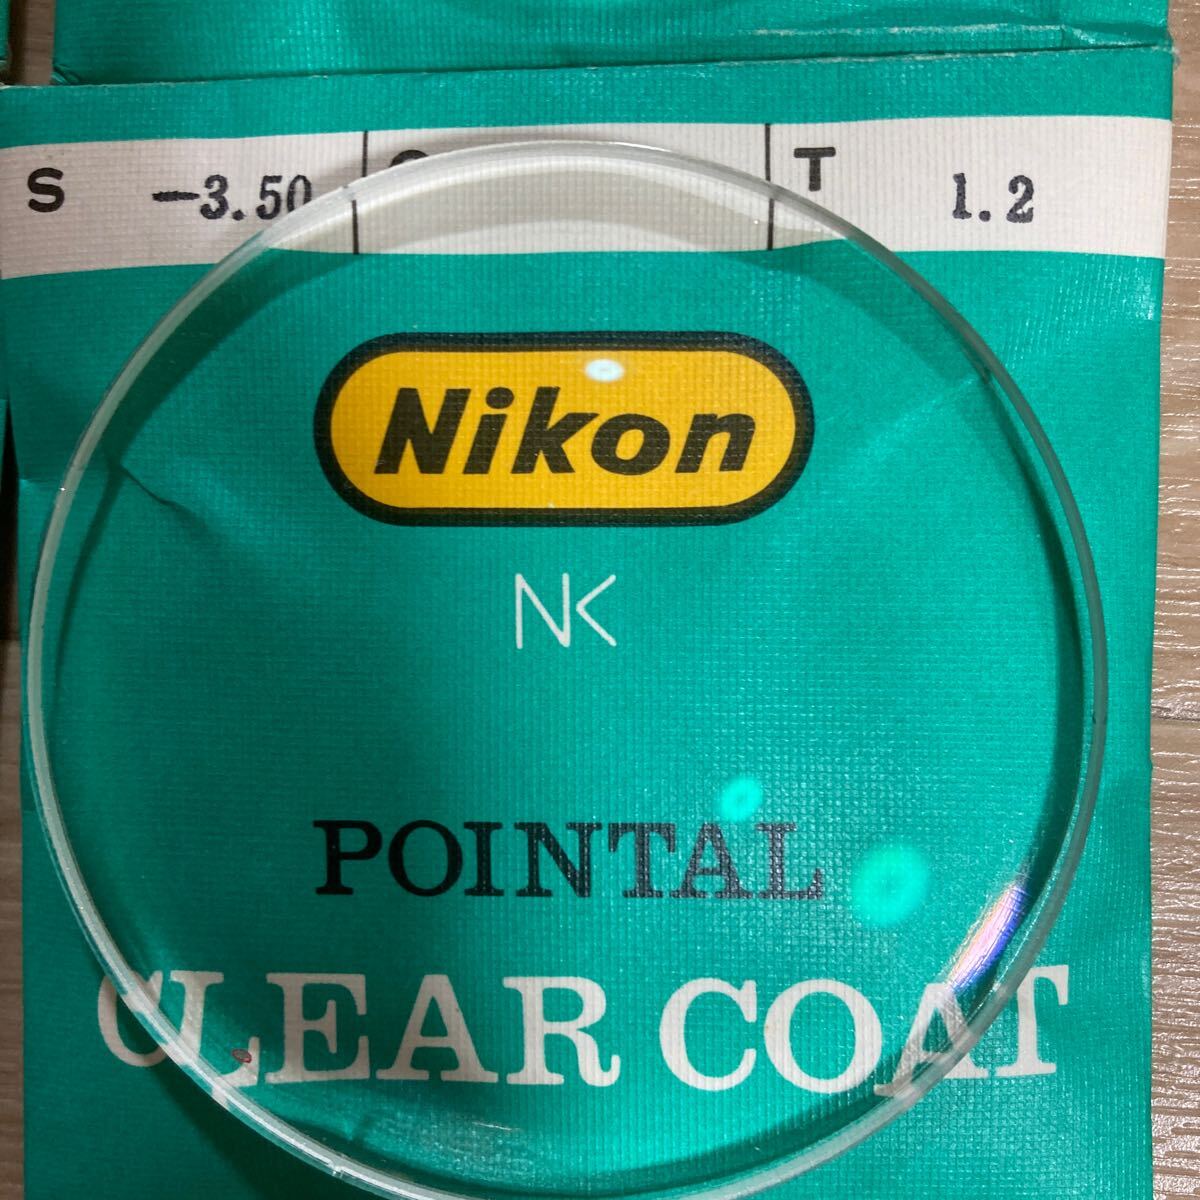 S -3.50 T 1.2
Nikon
NK
POINTAL
CLEAR COAT